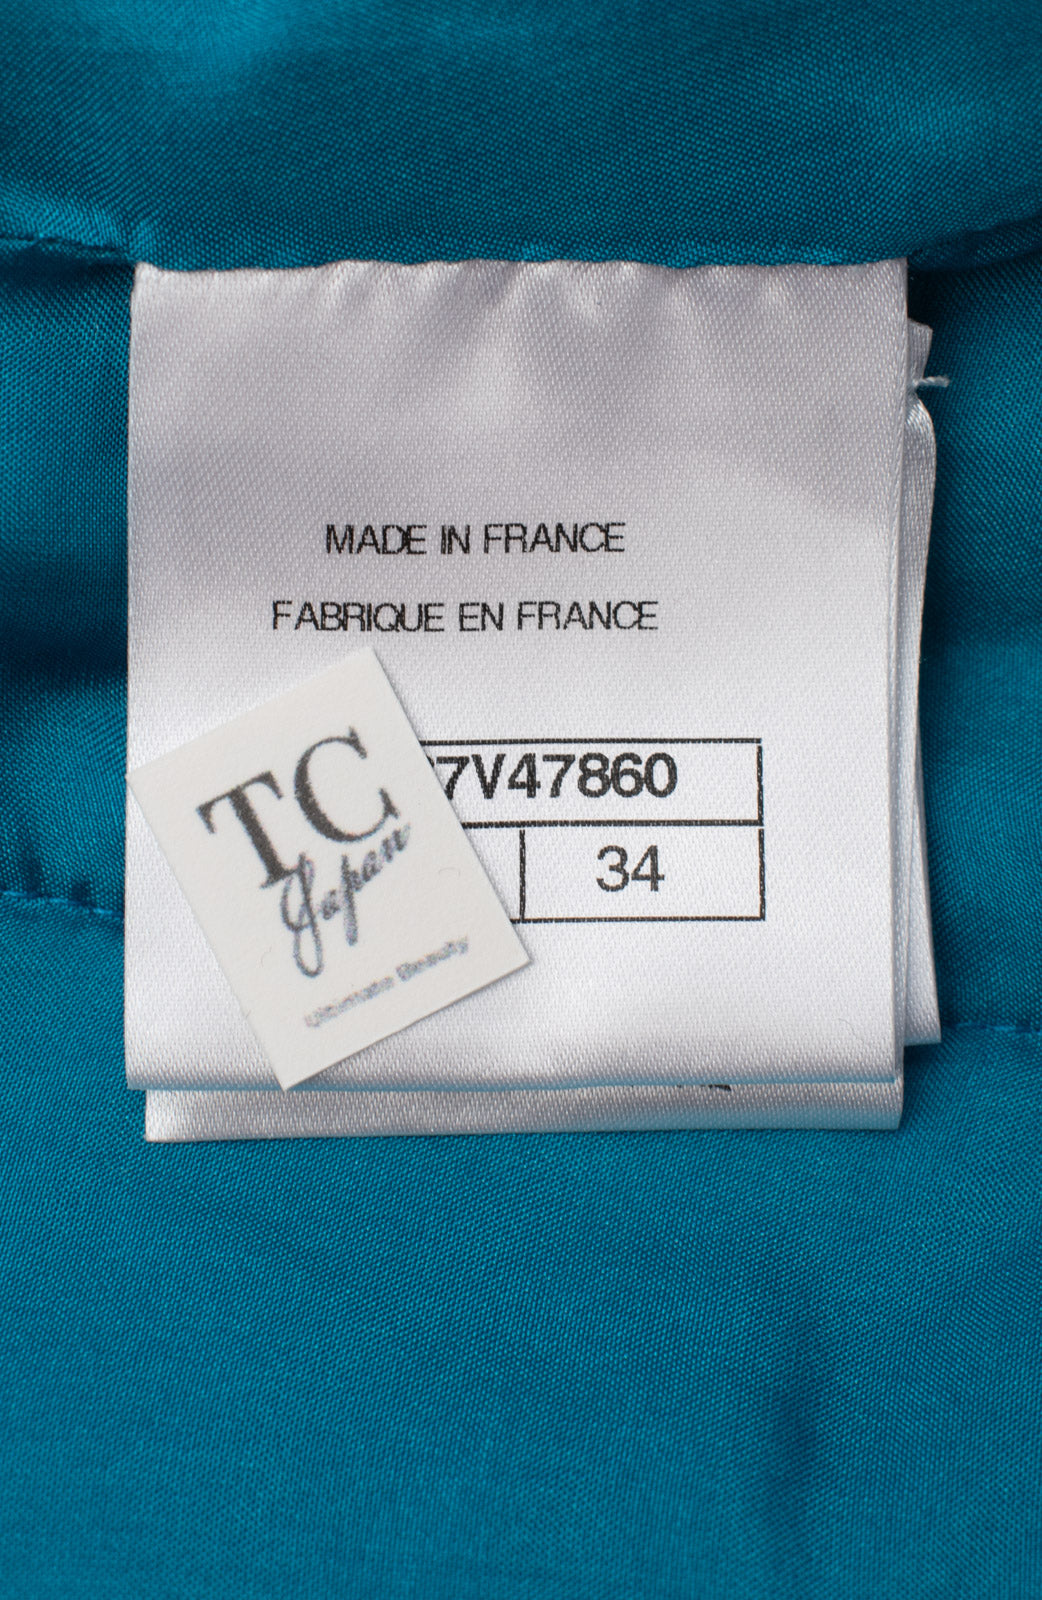 MADE IN FRANCE
FABRIQUE EN FRANCE
7V47860
34
TC
Japan
Ultimate Beauty